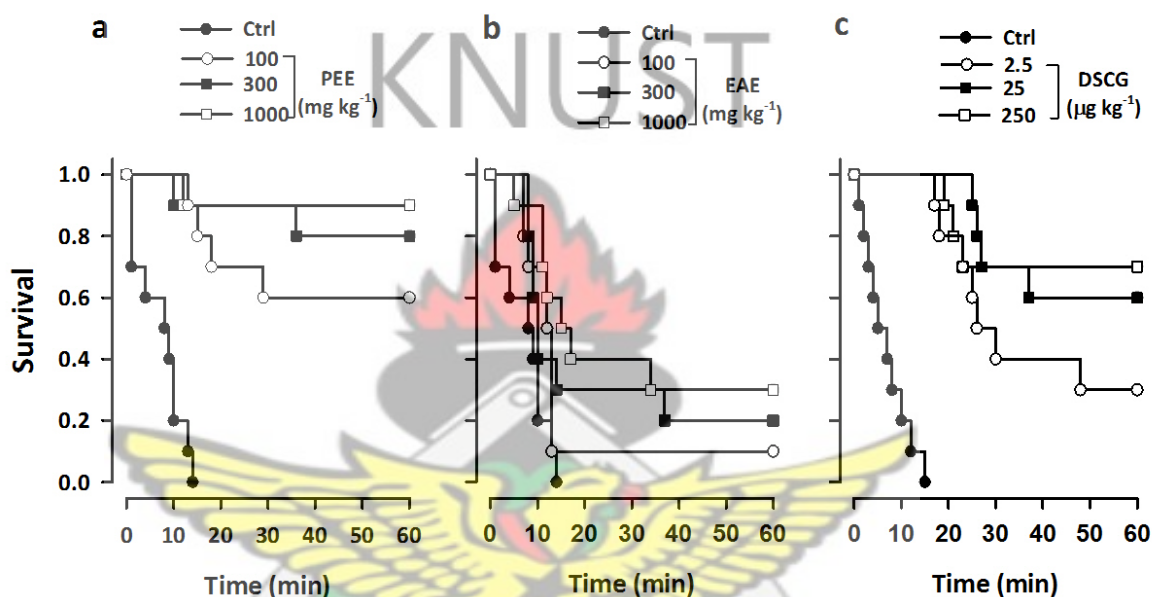 KNUST
a
Ctrl
100
300
1000
PEE
(mg kg-1)
b
Ctrl
100
300
1000
EAE
(mg kg-1)
c
Ctrl
2.5
25
250
DSCG
(µg kg-1)
Survival
1.0
0.8
0.6
0.4
0.2
0.0
0 10 20 30 40 50 60
0 10 20 30 40 50 60
0 10 20 30 40 50 60
Time (min)
Time (min)
Time (min)